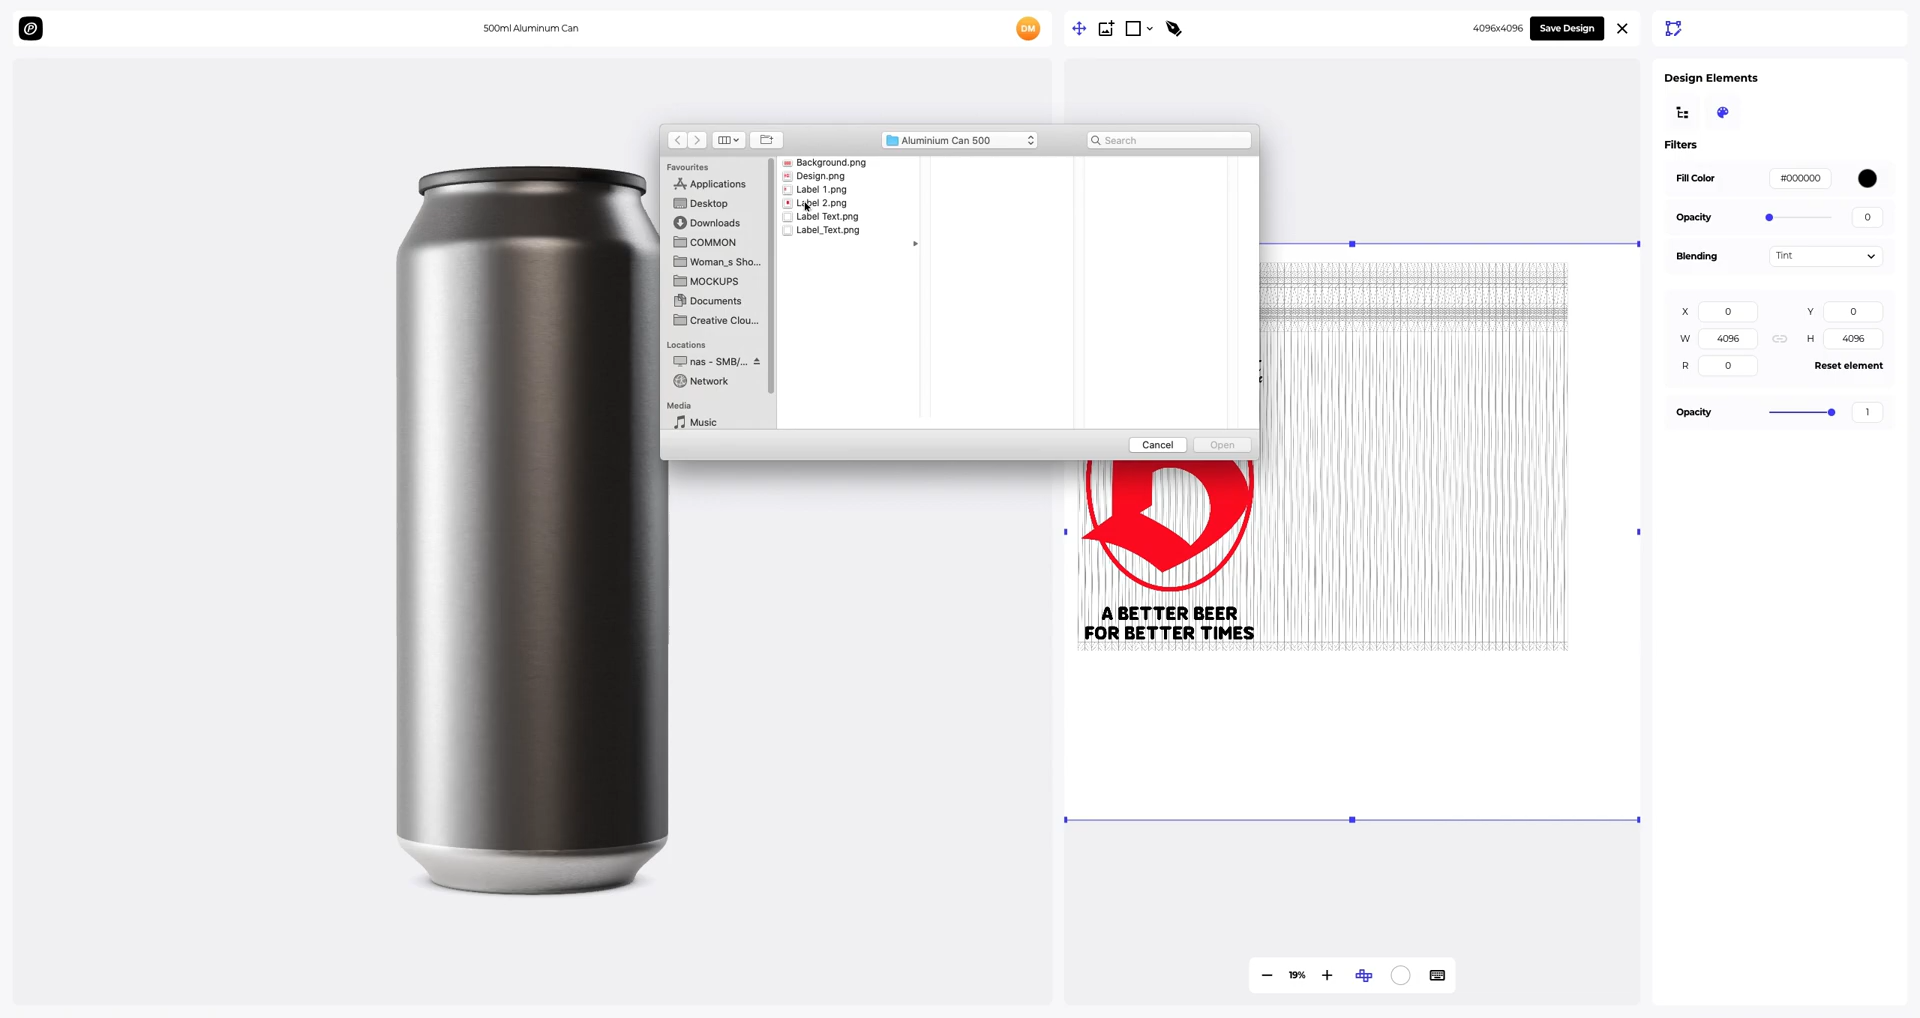 500ml Aluminum Can
DM
4096x4096
Save Design
Aluminium Can 500
Search
Favourites
Applications
Desktop
Downloads
COMMON
Woman_s Sho...
MOCKUPS
Documents
Creative Clou...
Locations
nas - SMB/...
Network
Media
Music
Background.png
Design.png
Label 1.png
Label 2.png
Label Text.png
Label_Text.png
Cancel
Open
A BETTER BEER
FOR BETTER TIMES
19%
Design Elements
Filters
Fill Color
#000000
Opacity
0
Blending
Tint
X 0 Y 0
W 4096 H 4096
R 0 Reset element
Opacity
1